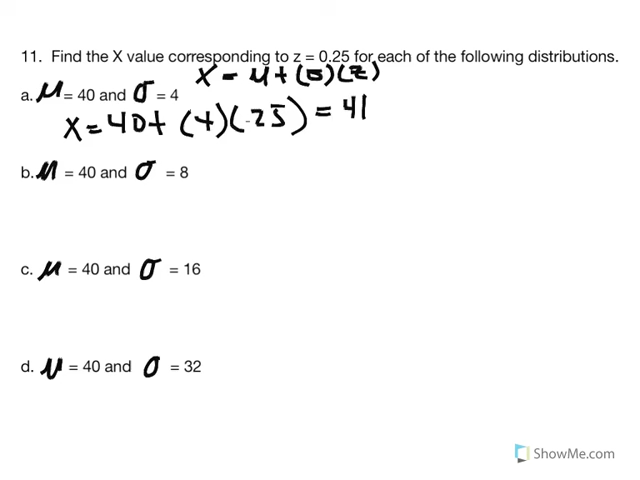 11. Find the X value corresponding to z = 0.25 for each of the following distributions.
X = μ + (σ)(z)
a. μ = 40 and σ = 4
X = 40 + (4)(.25) = 41
b. μ = 40 and σ = 8
c. μ = 40 and σ = 16
d. μ = 40 and σ = 32
ShowMe.com